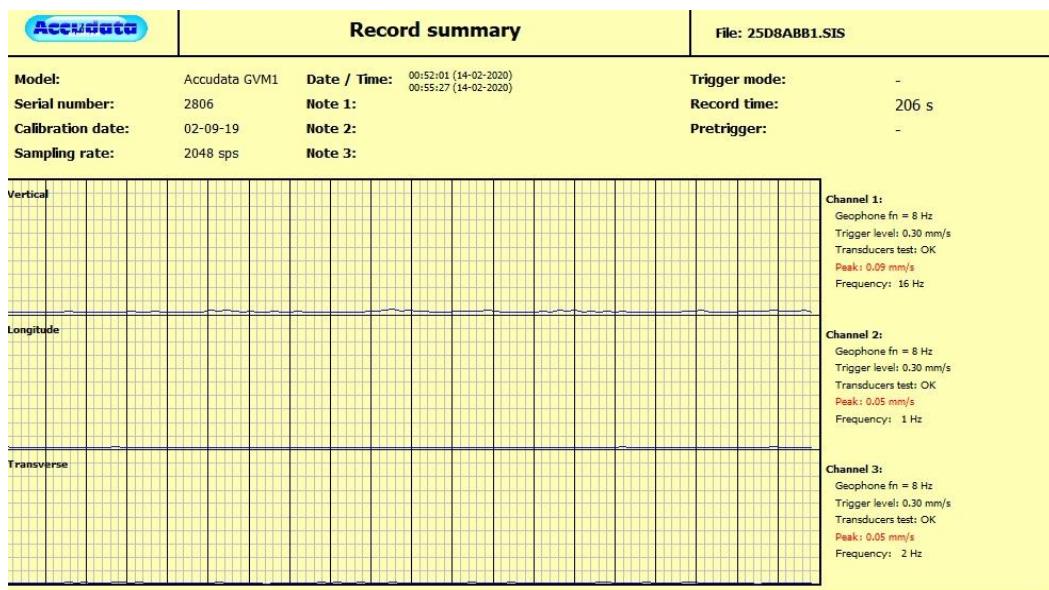 Accudata
Record summary
File: 25D8ABB1.SIS
Model: Accudata GVM1 Date / Time: 00:52:01 (14-02-2020) Trigger mode: -
00:55:27 (14-02-2020)
Serial number: 2806 Note 1: Record time: 206 s
Calibration date: 02-09-19 Note 2: Pretrigger: -
Sampling rate: 2048 sps Note 3:
Vertical
Channel 1:
Geophone fn = 8 Hz
Trigger level: 0.30 mm/s
Transducers test: OK
Peak: 0.09 mm/s
Frequency: 16 Hz
Longitude
Channel 2:
Geophone fn = 8 Hz
Trigger level: 0.30 mm/s
Transducers test: OK
Peak: 0.05 mm/s
Frequency: 1 Hz
Transverse
Channel 3:
Geophone fn = 8 Hz
Trigger level: 0.30 mm/s
Transducers test: OK
Peak: 0.05 mm/s
Frequency: 2 Hz